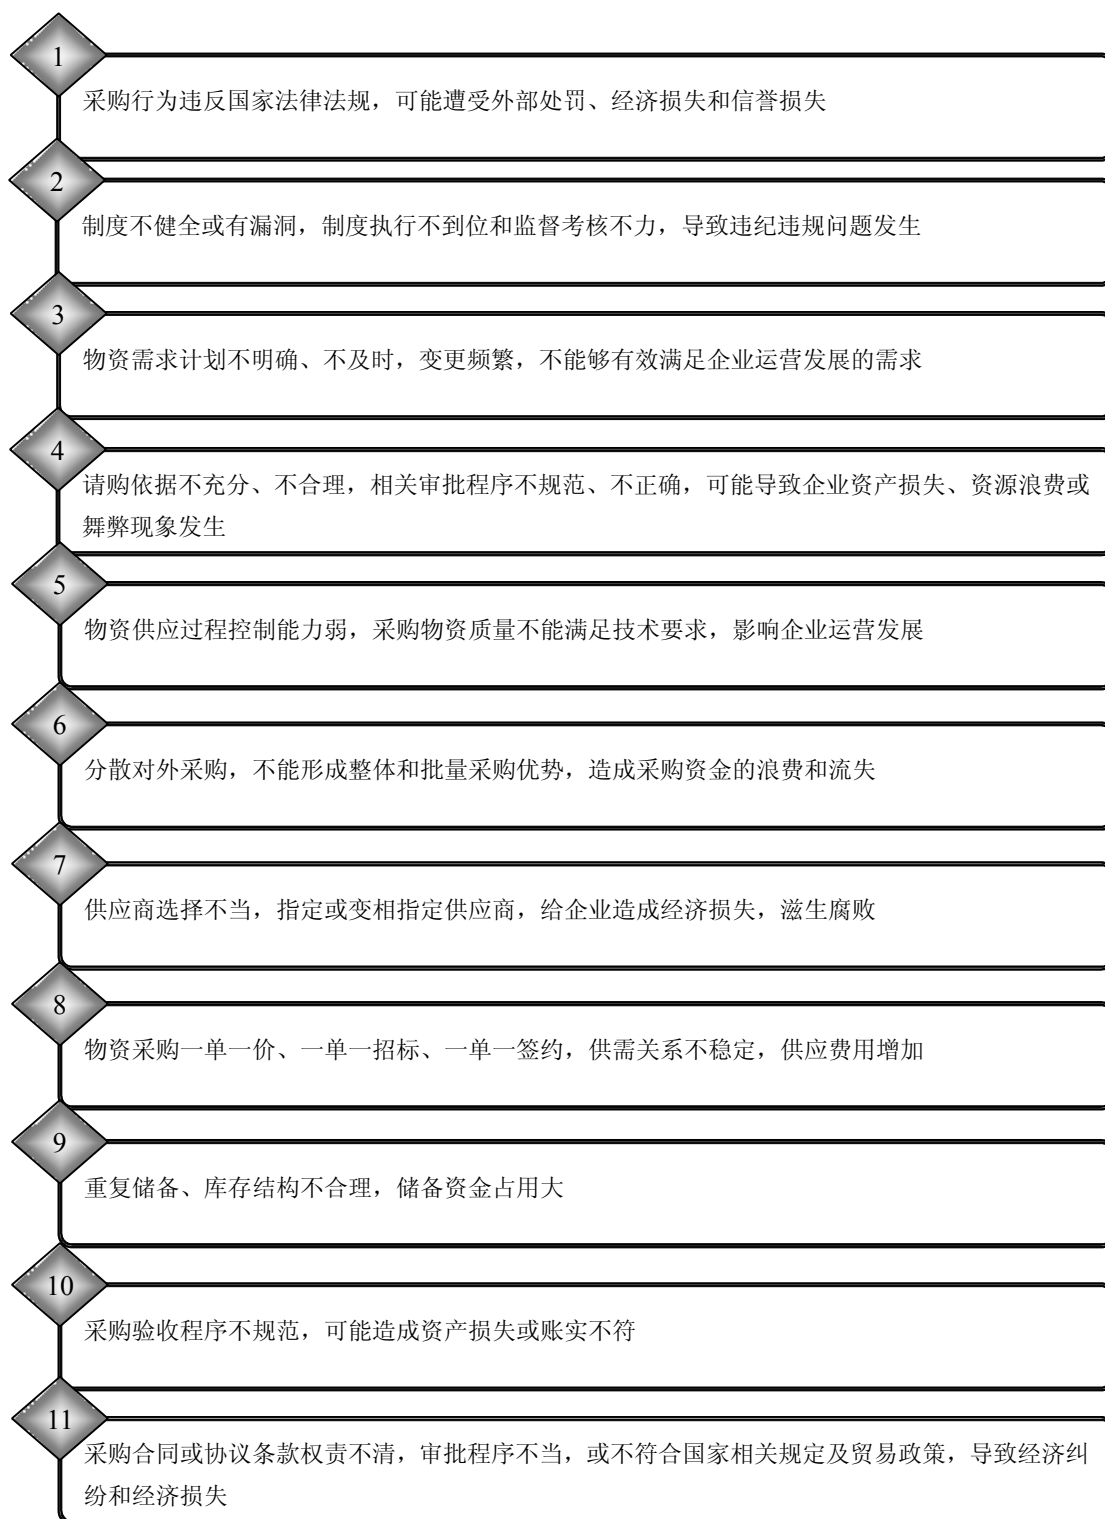 1
采购行为违反国家法律法规，可能遭受外部处罚、经济损失和信誉损失
2
制度不健全或有漏洞，制度执行不到位和监督考核不力，导致违纪违规问题发生
3
物资需求计划不明确、不及时，变更频繁，不能够有效满足企业运营发展的需求
4
请购依据不充分、不合理，相关审批程序不规范、不正确，可能导致企业资产损失、资源浪费或
舞弊现象发生
5
物资供应过程控制能力弱，采购物资质量不能满足技术要求，影响企业运营发展
6
分散对外采购，不能形成整体和批量采购优势，造成采购资金的浪费和流失
7
供应商选择不当，指定或变相指定供应商，给企业造成经济损失，滋生腐败
8
物资采购一单一价、一单一招标、一单一签约，供需关系不稳定，供应费用增加
9
重复储备、库存结构不合理，储备资金占用大
10
采购验收程序不规范，可能造成资产损失或账实不符
11
采购合同或协议条款权责不清，审批程序不当，或不符合国家相关规定及贸易政策，导致经济纠
纷和经济损失